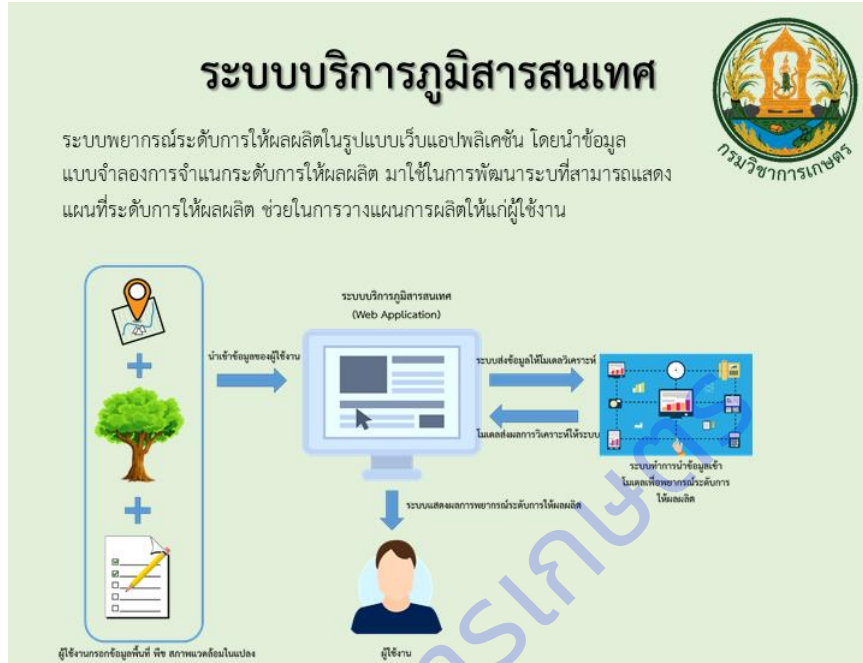 ระบบบริการภูมิสารสนเทศ
กรมวิชาการเกษตร
ระบบพยากรณ์ระดับการให้ผลผลิตในรูปแบบเว็บแอปพลิเคชัน โดยนำข้อมูล
แบบจำลองการจำแนกระดับการให้ผลผลิต มาใช้ในการพัฒนาระบที่สามารถแสดง
แผนที่ระดับการให้ผลผลิต ช่วยในการวางแผนการผลิตให้แก่ผู้ใช้งาน
ระบบบริการภูมิสารสนเทศ
(Web Application)
นำเข้าข้อมูลของผู้ใช้งาน
ระบบส่งข้อมูลให้โมเดลวิเคราะห์
โมเดลส่งผลการวิเคราะห์ให้ระบบ
ระบบทำการนำข้อมูลเข้า
โมเดลเพื่อพยากรณ์ระดับการ
ให้ผลผลิต
ระบบแสดงผลการพยากรณ์ระดับการให้ผลผลิต
ผู้ใช้งานกรอกข้อมูลพื้นที่ พืช สภาพแวดล้อมในแปลง
ผู้ใช้งาน